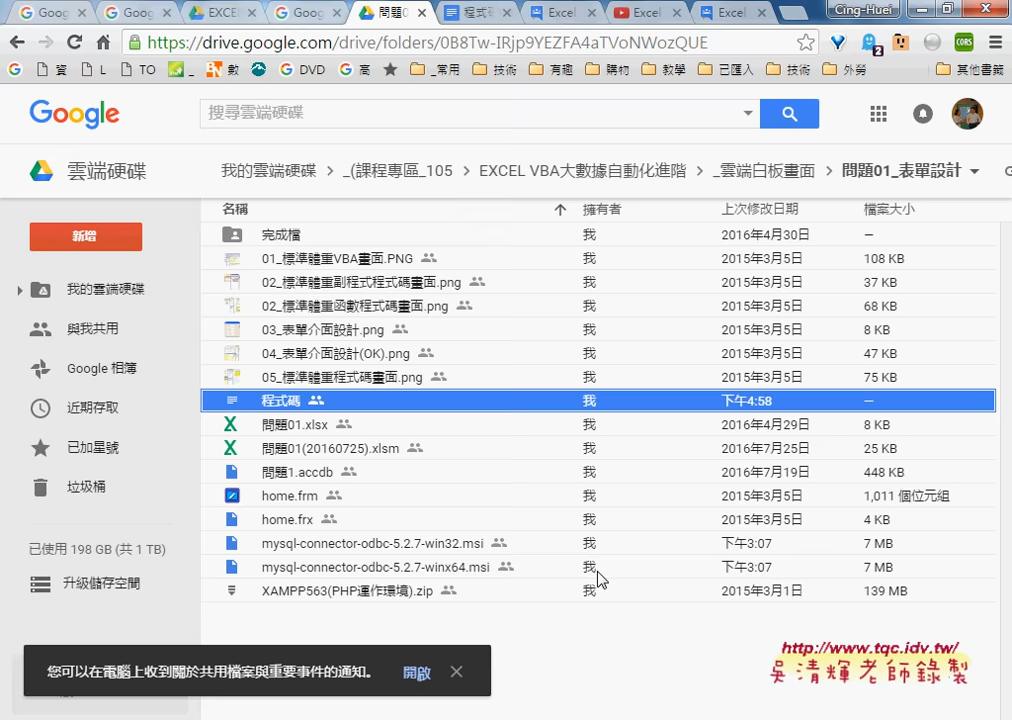 Goog
Goog
EXCE
Goog
問題0
程式碼
Excel
Excel
Excel
Cing-Huei
https://drive.google.com/drive/folders/0B8Tw-IRjp9YEZFA4aTVoNWozQUE
2
CORS
資 L TO _ 數 DVD 高 _常用 技術 有趣 購物 教學 已匯入 技術 外勞 其他書籤
Google
搜尋雲端硬碟
雲端硬碟
我的雲端硬碟 > _(課程專區_105 > EXCEL VBA大數據自動化進階 > _雲端白板畫面 > 問題01_表單設計
新增
我的雲端硬碟
與我共用
Google 相簿
近期存取
已加星號
垃圾桶
已使用 198 GB (共 1 TB)
升級儲存空間
名稱 擁有者 上次修改日期 檔案大小
完成檔 我 2016年4月30日 —
01_標準體重VBA畫面.PNG 我 2015年3月5日 108 KB
02_標準體重副程式程式碼畫面.png 我 2015年3月5日 37 KB
02_標準體重函數程式碼畫面.png 我 2015年3月5日 68 KB
03_表單介面設計.png 我 2015年3月5日 8 KB
04_表單介面設計(OK).png 我 2015年3月5日 47 KB
05_標準體重程式碼畫面.png 我 2015年3月5日 75 KB
程式碼 我 下午4:58 —
問題01.xlsx 我 2016年4月29日 8 KB
問題01(20160725).xlsm 我 2016年7月25日 25 KB
問題1.accdb 我 2016年7月19日 448 KB
home.frm 我 2015年3月5日 1,011 個位元組
home.frx 我 2015年3月5日 4 KB
mysql-connector-odbc-5.2.7-win32.msi 我 下午3:07 7 MB
mysql-connector-odbc-5.2.7-winx64.msi 我 下午3:07 7 MB
XAMPP563(PHP運作環境).zip 我 2015年3月1日 139 MB
您可以在電腦上收到關於共用檔案與重要事件的通知。 開啟
http://www.tqc.idv.tw/
吳清輝老師錄製